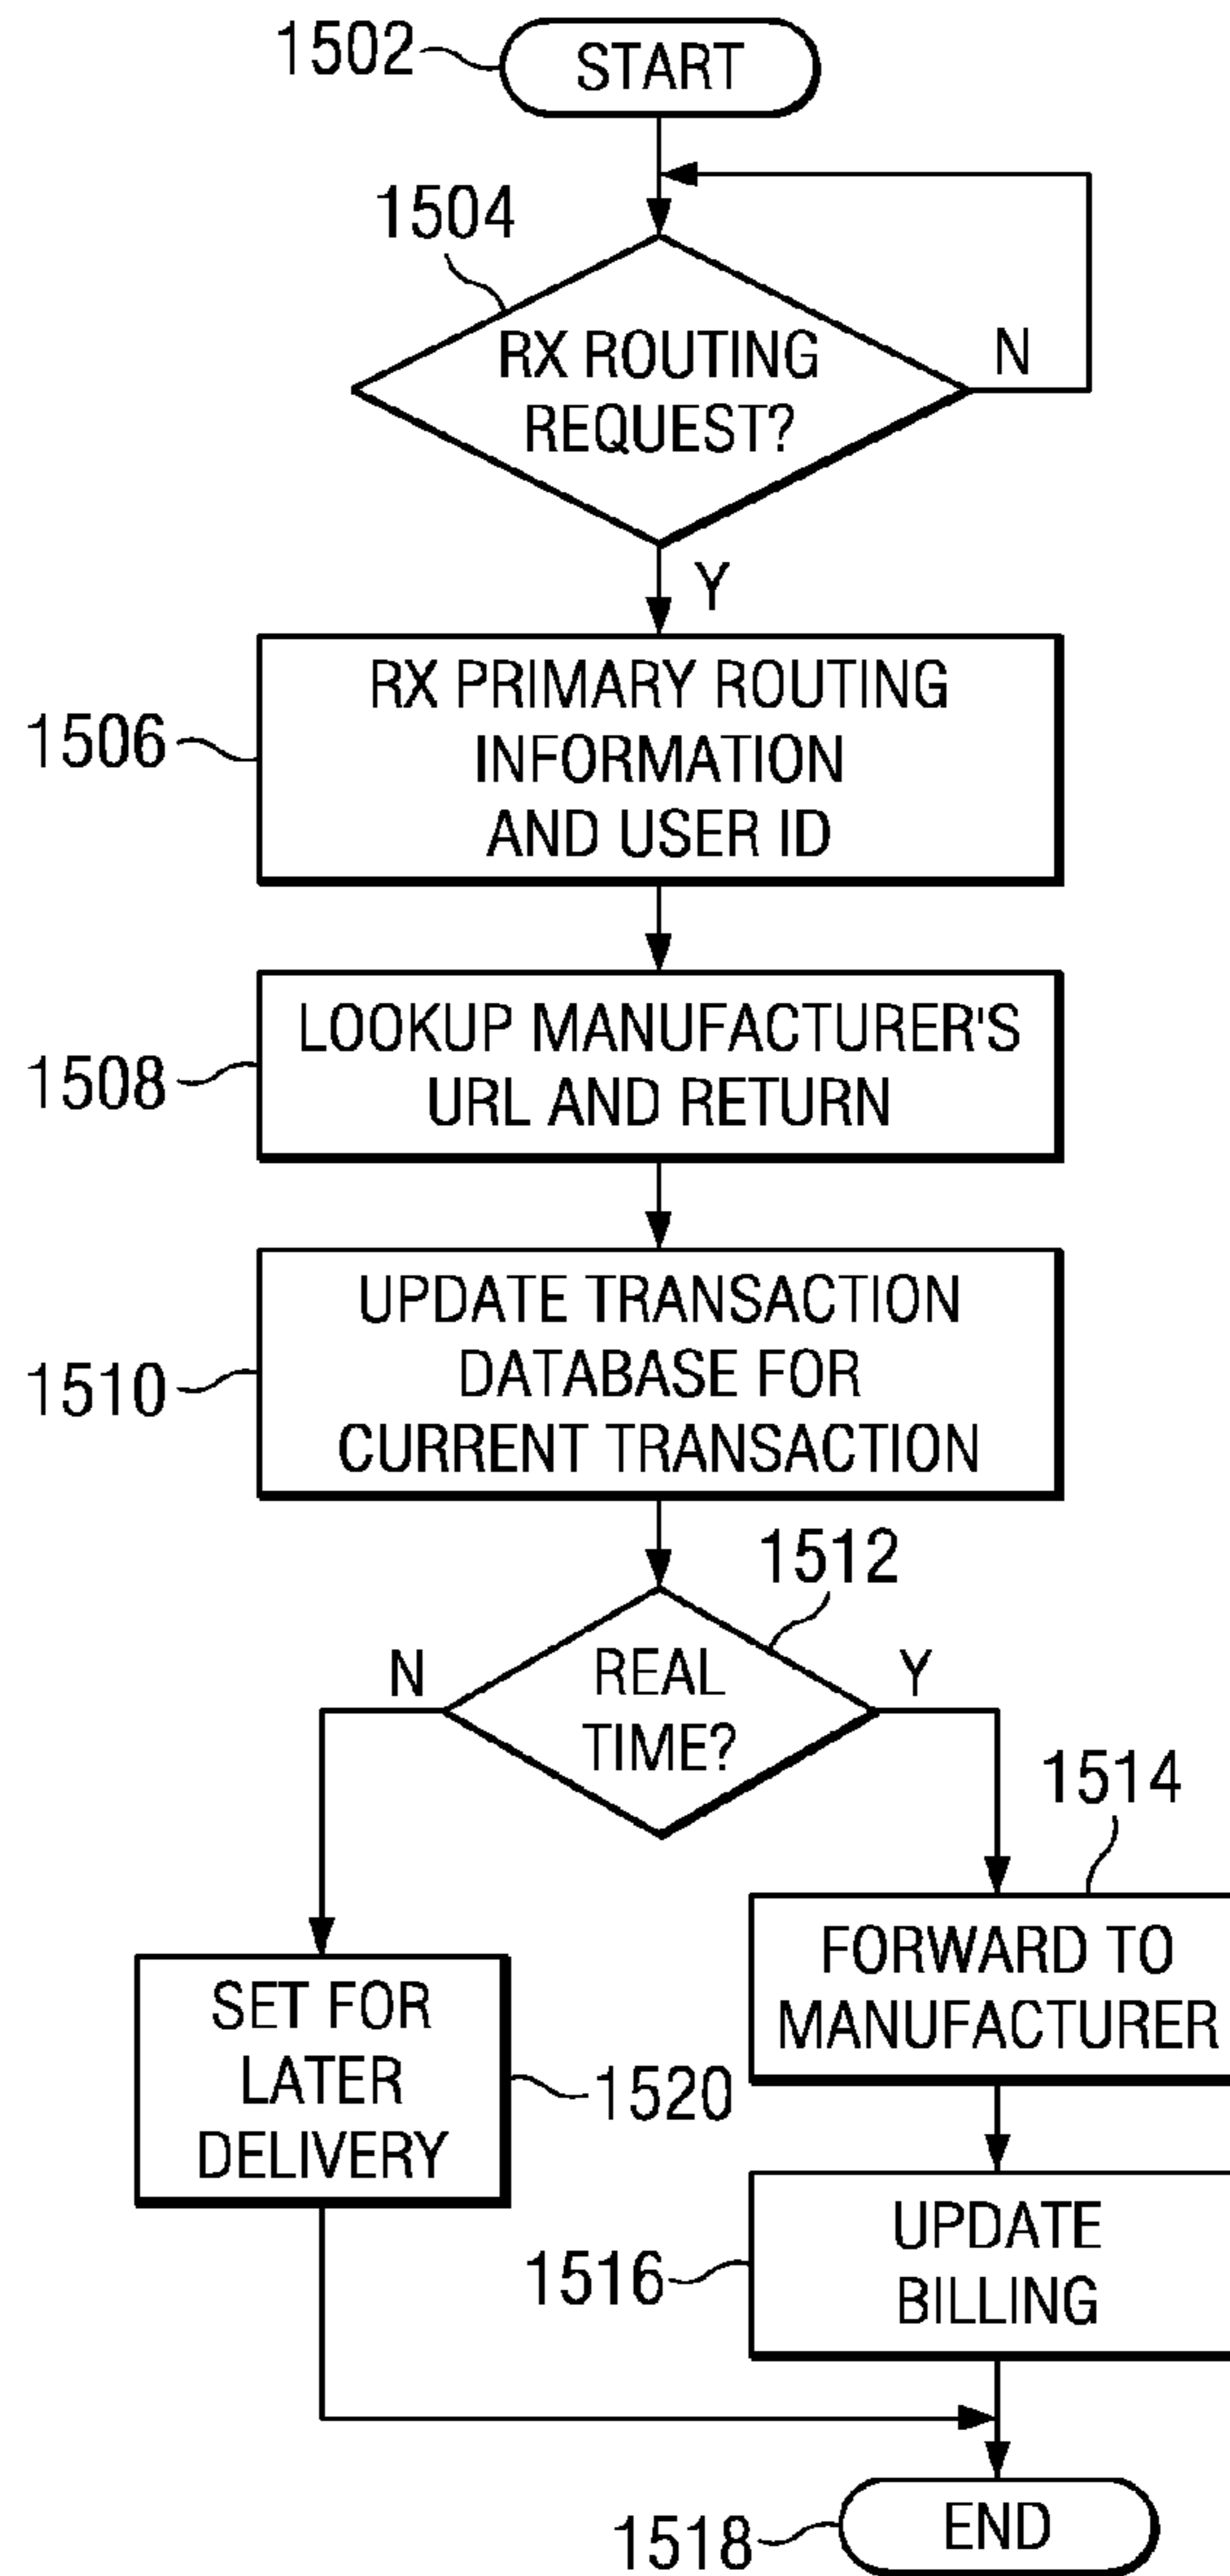 1502
START
1504
RX ROUTING
REQUEST?
N
Y
RX PRIMARY ROUTING
INFORMATION
AND USER ID
1506
LOOKUP MANUFACTURER'S
URL AND RETURN
1508
UPDATE TRANSACTION
DATABASE FOR
CURRENT TRANSACTION
1510
1512
N
REAL
TIME?
Y
1514
FORWARD TO
MANUFACTURER
SET FOR
LATER
DELIVERY
1520
UPDATE
BILLING
1516
END
1518